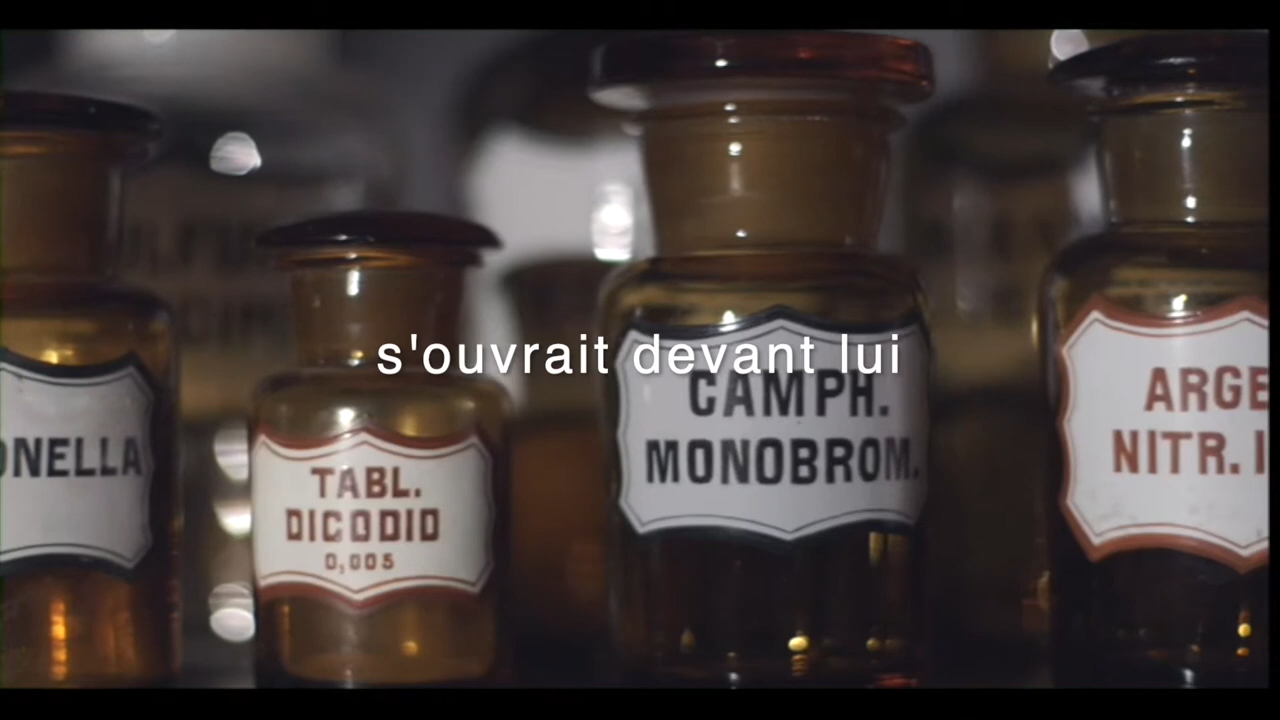 s'ouvrait devant lui
ONELLA
TABL.
DICODID
0,005
CAMPH.
MONOBROM.
ARGE
NITR. I